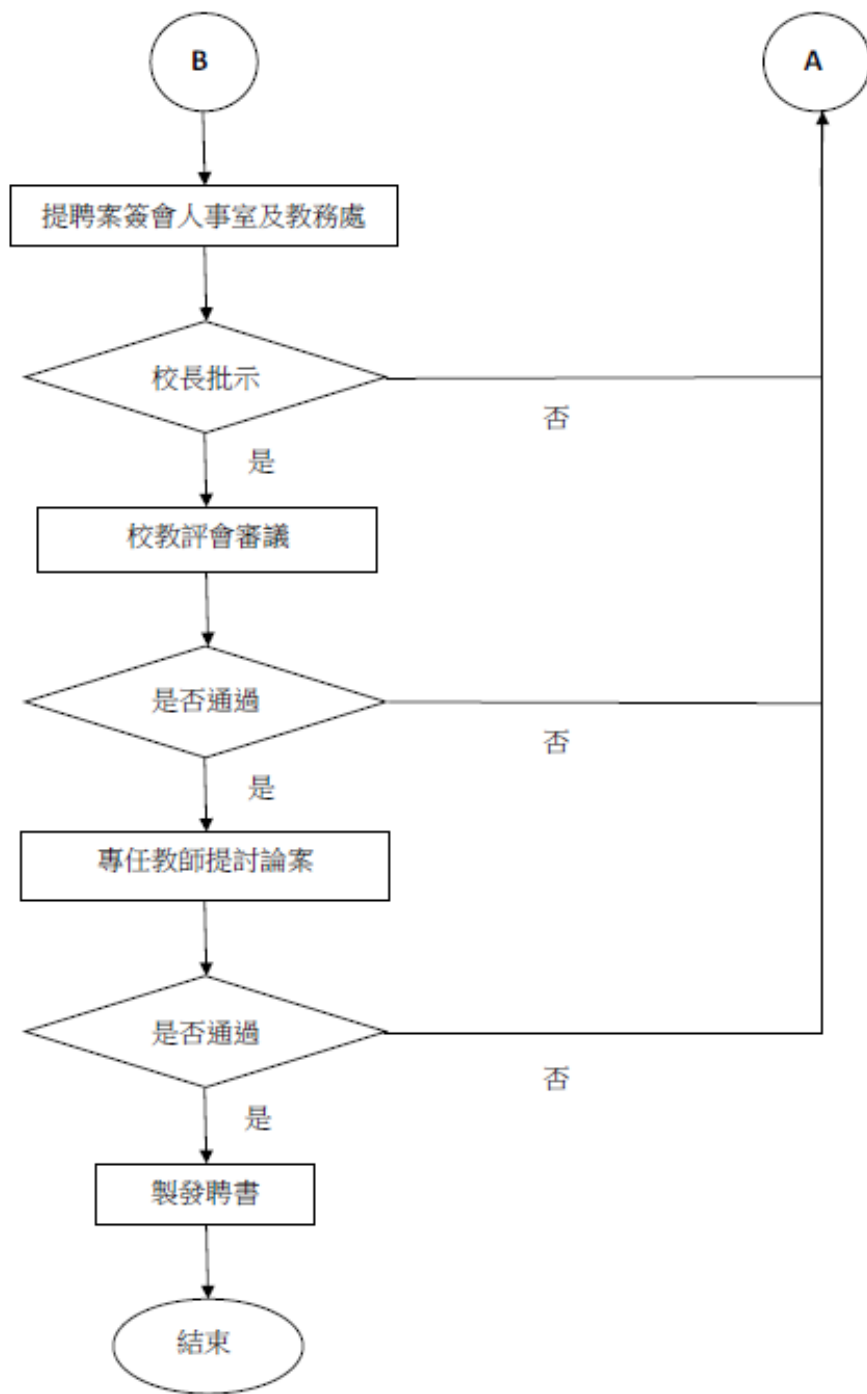 B
A
提聘案簽會人事室及教務處
校長批示
否
是
校教評會審議
是否通過
否
是
專任教師提討論案
是否通過
否
是
製發聘書
結束